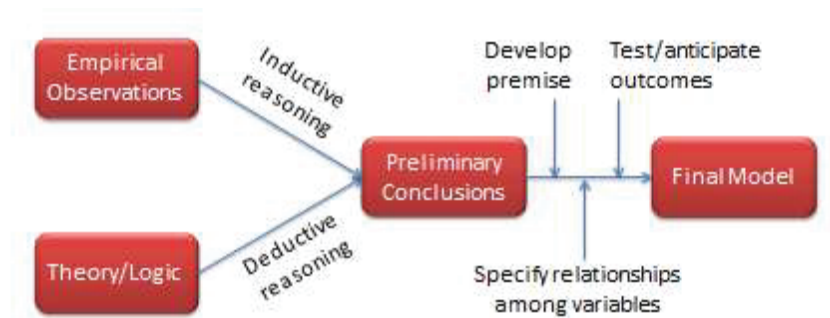 Empirical
Observations
Inductive
reasoning
Develop
premise
Test/anticipate
outcomes
Preliminary
Conclusions
Final Model
Theory/Logic
Deductive
reasoning
Specify relationships
among variables